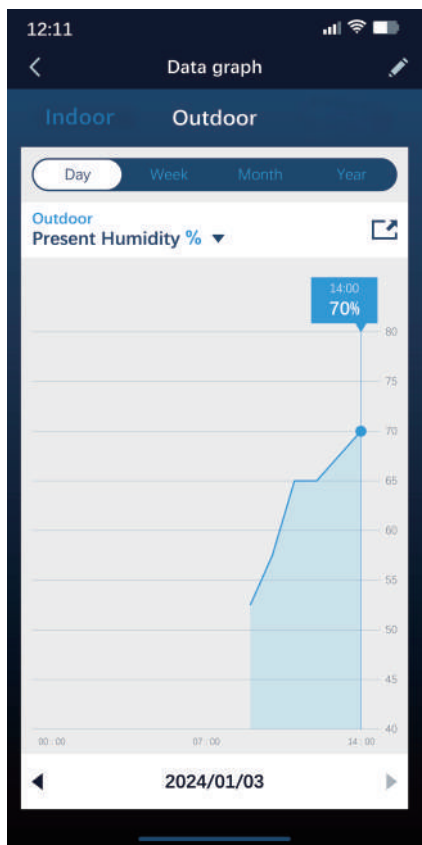 12:11
Data graph
Indoor Outdoor
Day Week Month Year
Outdoor
Present Humidity %
14:00
70%
80
75
70
65
60
55
50
45
40
00:00 07:00 14:00
2024/01/03